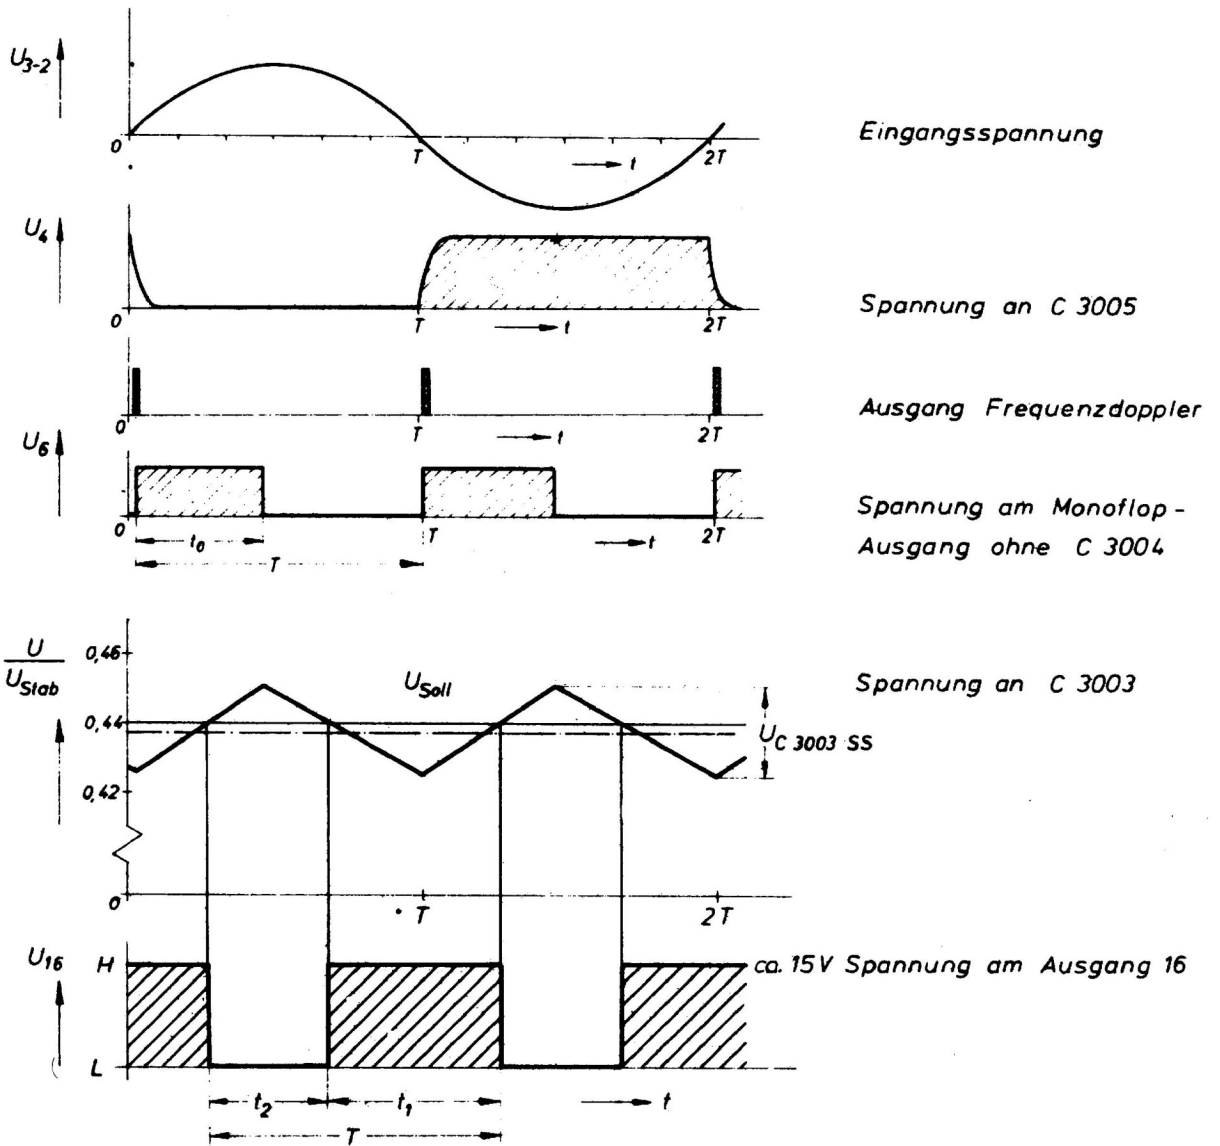 U3-2
0
T
t
2T
Eingangsspannung
U4
0
T
t
2T
Spannung an C 3005
0
T
t
2T
Ausgang Frequenzdoppler
U6
0
T
t
2T
t0
T
Spannung am Monoflop -
Ausgang ohne C 3004
U
UStab
0,46
0,44
0,42
USoll
UC 3003 SS
Spannung an C 3003
0
T
2T
U16
H
L
ca. 15V Spannung am Ausgang 16
t2
t1
t
T